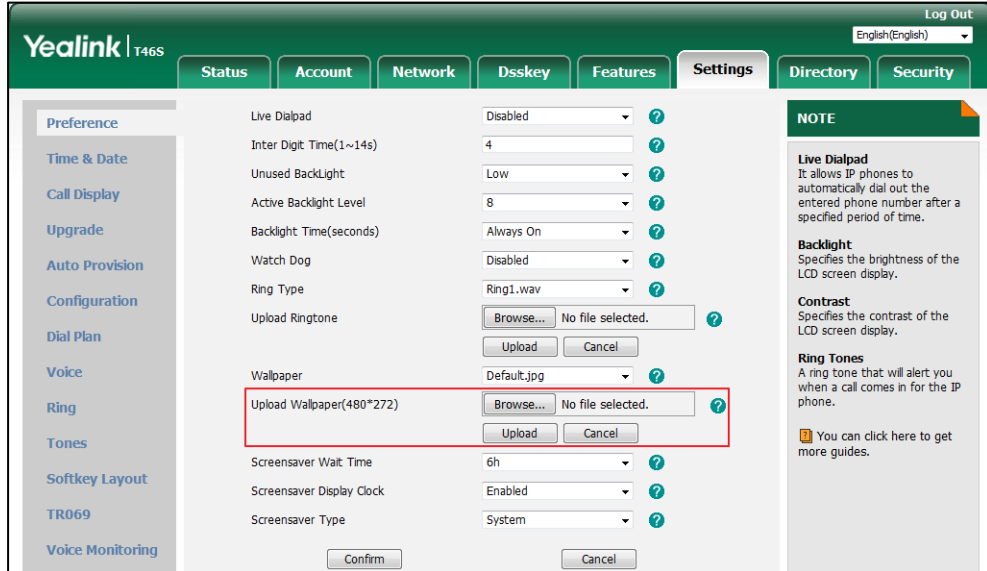 Log Out
English(English)
Yealink T46S
Status Account Network Dsskey Features Settings Directory Security
Preference
Time & Date
Call Display
Upgrade
Auto Provision
Configuration
Dial Plan
Voice
Ring
Tones
Softkey Layout
TR069
Voice Monitoring
Live Dialpad Disabled ?
Inter Digit Time(1~14s) 4 ?
Unused BackLight Low ?
Active Backlight Level 8 ?
Backlight Time(seconds) Always On ?
Watch Dog Disabled ?
Ring Type Ring1.wav ?
Upload Ringtone Browse... No file selected. ?
Upload Cancel
Wallpaper Default.jpg ?
Upload Wallpaper(480*272) Browse... No file selected. ?
Upload Cancel
Screensaver Wait Time 6h ?
Screensaver Display Clock Enabled ?
Screensaver Type System ?
Confirm Cancel
NOTE
Live Dialpad
It allows IP phones to
automatically dial out the
entered phone number after a
specified period of time.
Backlight
Specifies the brightness of the
LCD screen display.
Contrast
Specifies the contrast of the
LCD screen display.
Ring Tones
A ring tone that will alert you
when a call comes in for the IP
phone.
? You can click here to get
more guides.